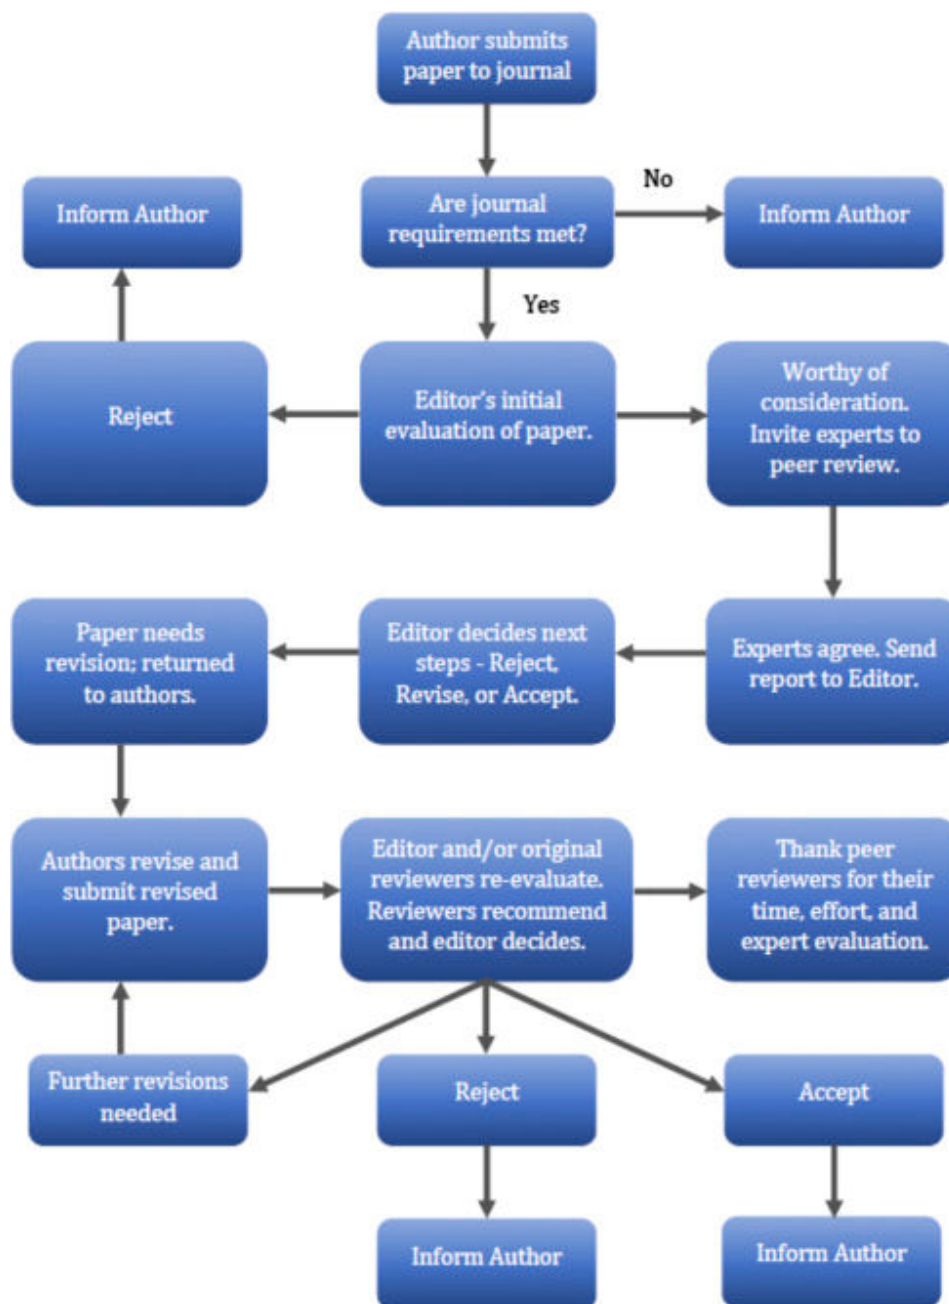 Author submits
paper to journal
Inform Author
Are journal
requirements met?
No
Inform Author
Yes
Reject
Editor's initial
evaluation of paper.
Worthy of
consideration.
Invite experts to
peer review.
Paper needs
revision; returned
to authors.
Editor decides next
steps - Reject,
Revise, or Accept.
Experts agree. Send
report to Editor.
Authors revise and
submit revised
paper.
Editor and/or original
reviewers re-evaluate.
Reviewers recommend
and editor decides.
Thank peer
reviewers for their
time, effort, and
expert evaluation.
Further revisions
needed
Reject
Accept
Inform Author
Inform Author